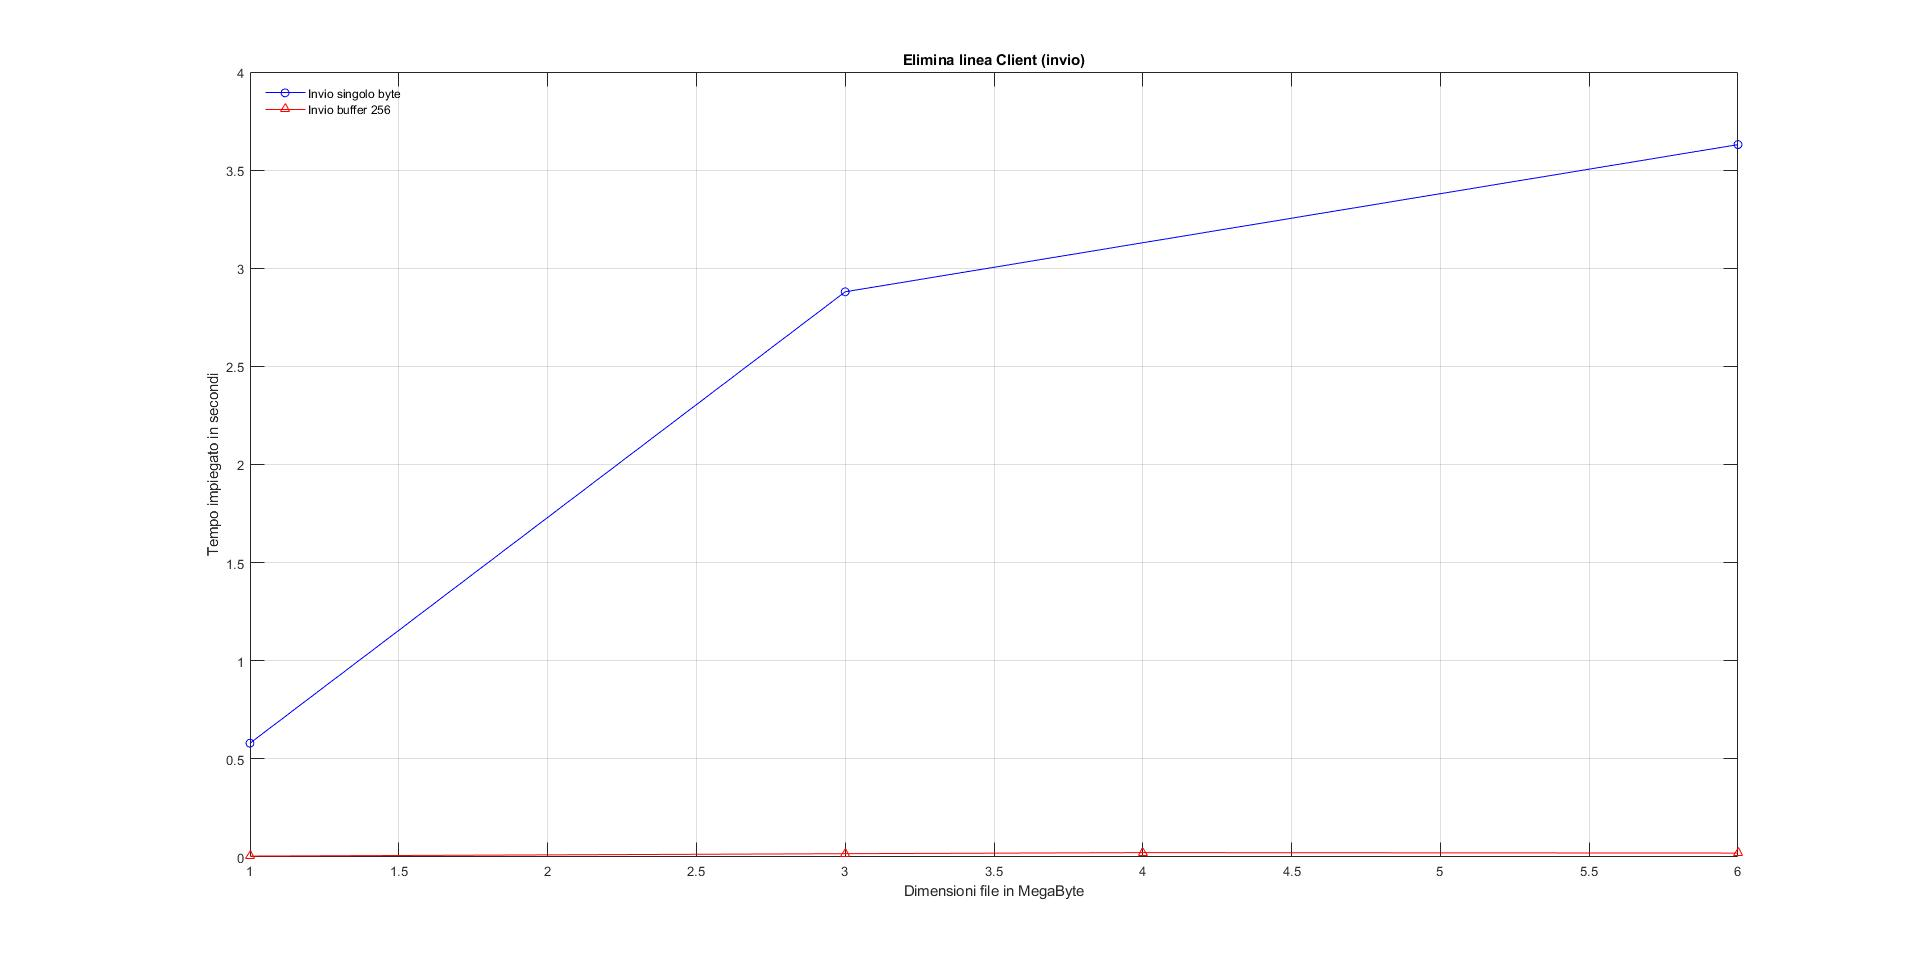 Elimina linea Client (invio)
Invio singolo byte
Invio buffer 256
4
3.5
3
2.5
2
1.5
1
0.5
0
Tempo impiegato in secondi
1 1.5 2 2.5 3 3.5 4 4.5 5 5.5 6
Dimensioni file in MegaByte